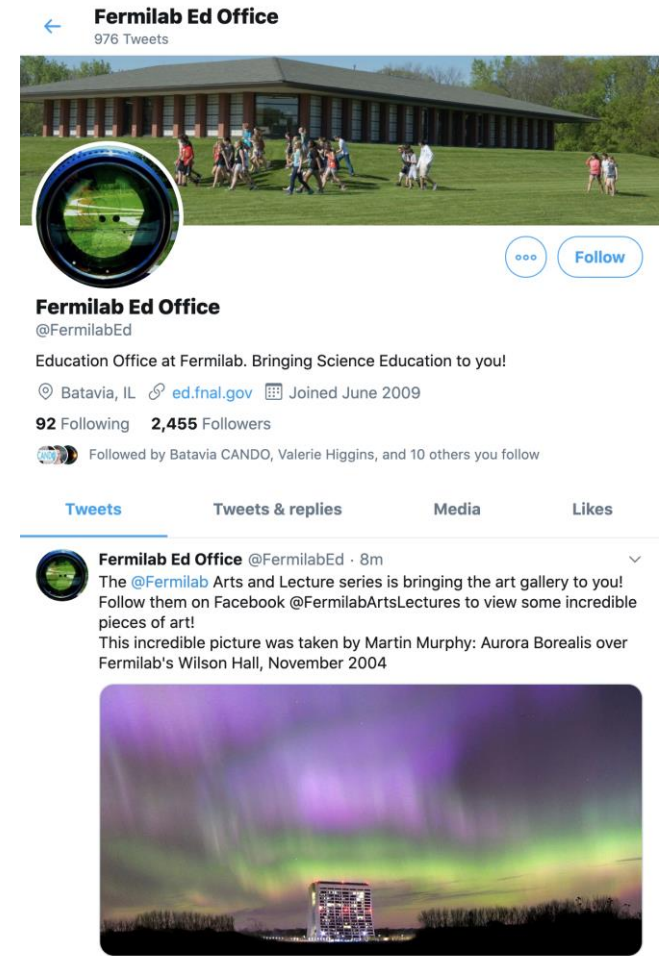 Fermilab Ed Office
976 Tweets
Follow
Fermilab Ed Office
@FermilabEd
Education Office at Fermilab. Bringing Science Education to you!
Batavia, IL ed.fnal.gov Joined June 2009
92 Following 2,455 Followers
Followed by Batavia CANDO, Valerie Higgins, and 10 others you follow
Tweets Tweets & replies Media Likes
Fermilab Ed Office @FermilabEd · 8m
The @Fermilab Arts and Lecture series is bringing the art gallery to you!
Follow them on Facebook @FermilabArtsLectures to view some incredible
pieces of art!
This incredible picture was taken by Martin Murphy: Aurora Borealis over
Fermilab's Wilson Hall, November 2004